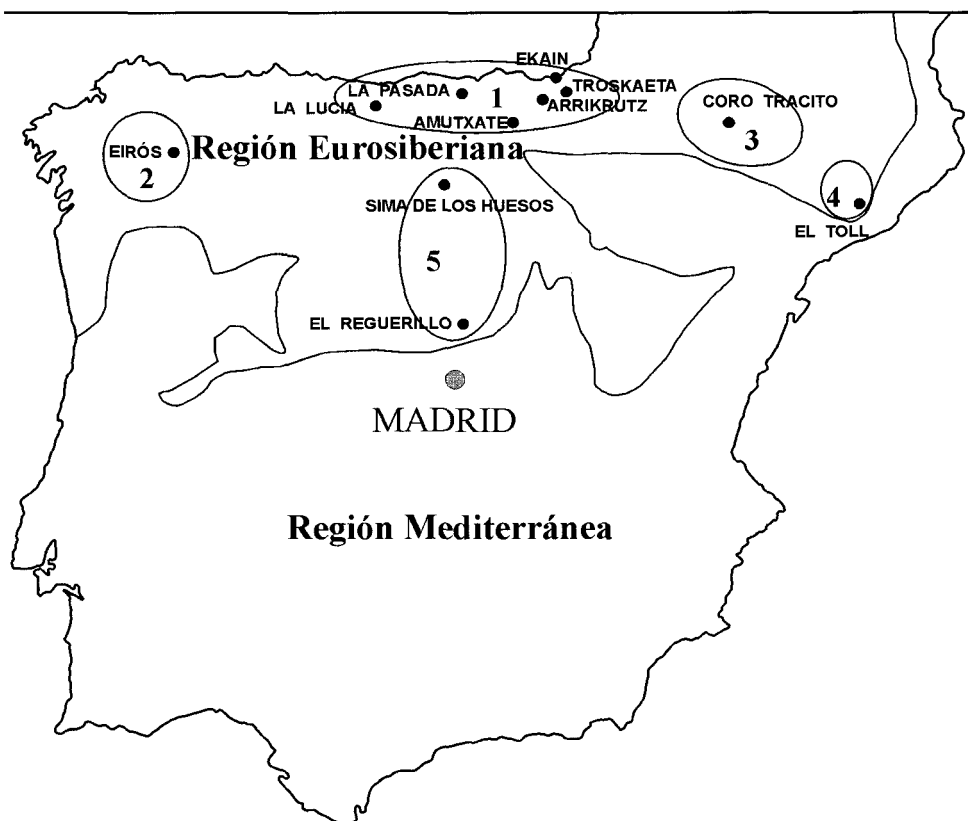 EKAIN
LA PASADA
TROSKAETA
1
LA LUCIA
ARRIKRUTZ
CORO TRACITO
AMUTXATE
3
EIRÓS
Región Eurosiberiana
2
4
SIMA DE LOS HUESOS
EL TOLL
5
EL REGUERILLO
MADRID
Región Mediterránea